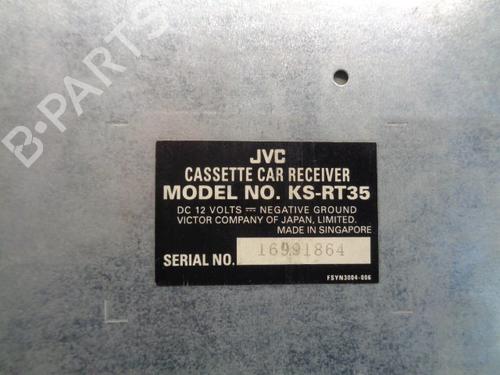 B-PARTS
JVC
CASSETTE CAR RECEIVER
MODEL NO. KS-RT35
DC 12 VOLTS ⎓ NEGATIVE GROUND
VICTOR COMPANY OF JAPAN, LIMITED.
MADE IN SINGAPORE
SERIAL NO. 16991864
FSYN3004-006